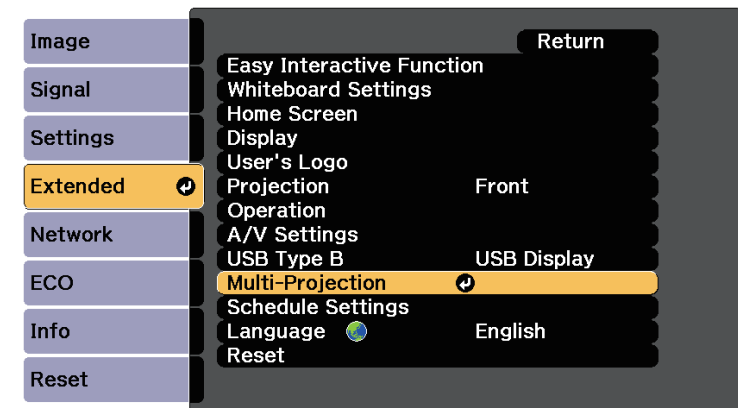 Image
Signal
Settings
Extended
Network
ECO
Info
Reset
Return
Easy Interactive Function
Whiteboard Settings
Home Screen
Display
User's Logo
Projection Front
Operation
A/V Settings
USB Type B USB Display
Multi-Projection
Schedule Settings
Language English
Reset